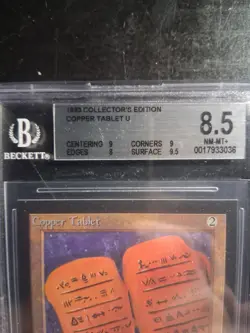 1993 COLLECTOR'S EDITION
COPPER TABLET U
8.5
CENTERING 9 CORNERS 9
NM-MT+
EDGES 8 SURFACE 9.5
0017933036
B
BECKETT
Copper Tablet 2